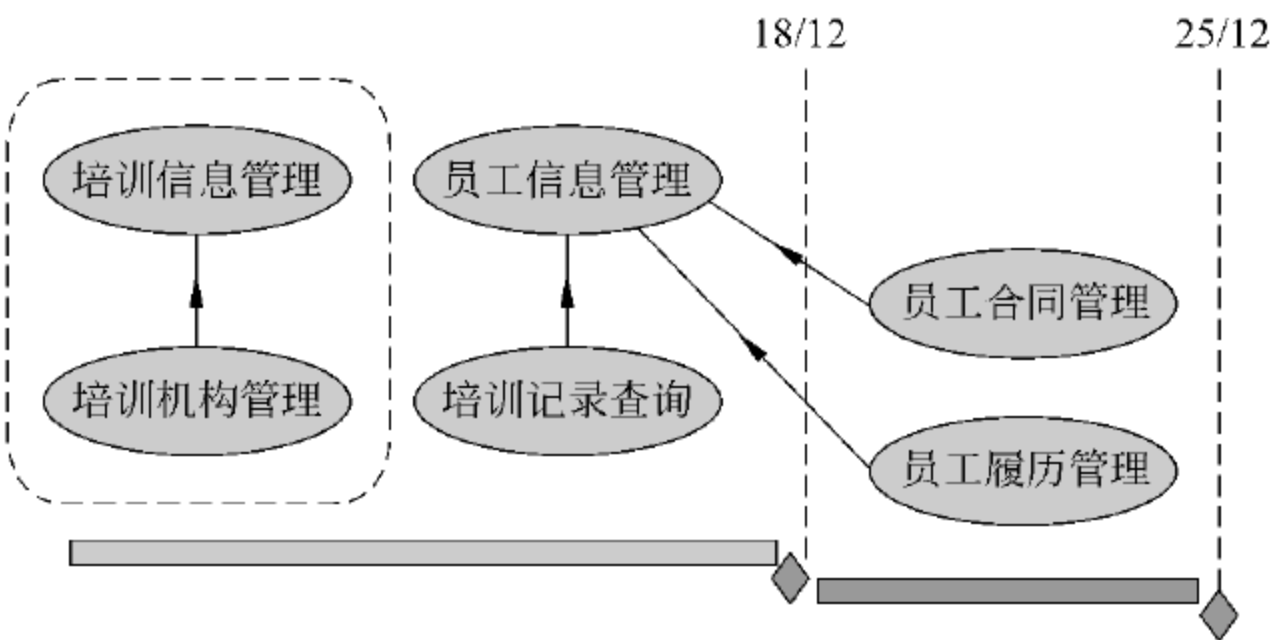 18/12
25/12
培训信息管理
员工信息管理
员工合同管理
培训机构管理
培训记录查询
员工履历管理